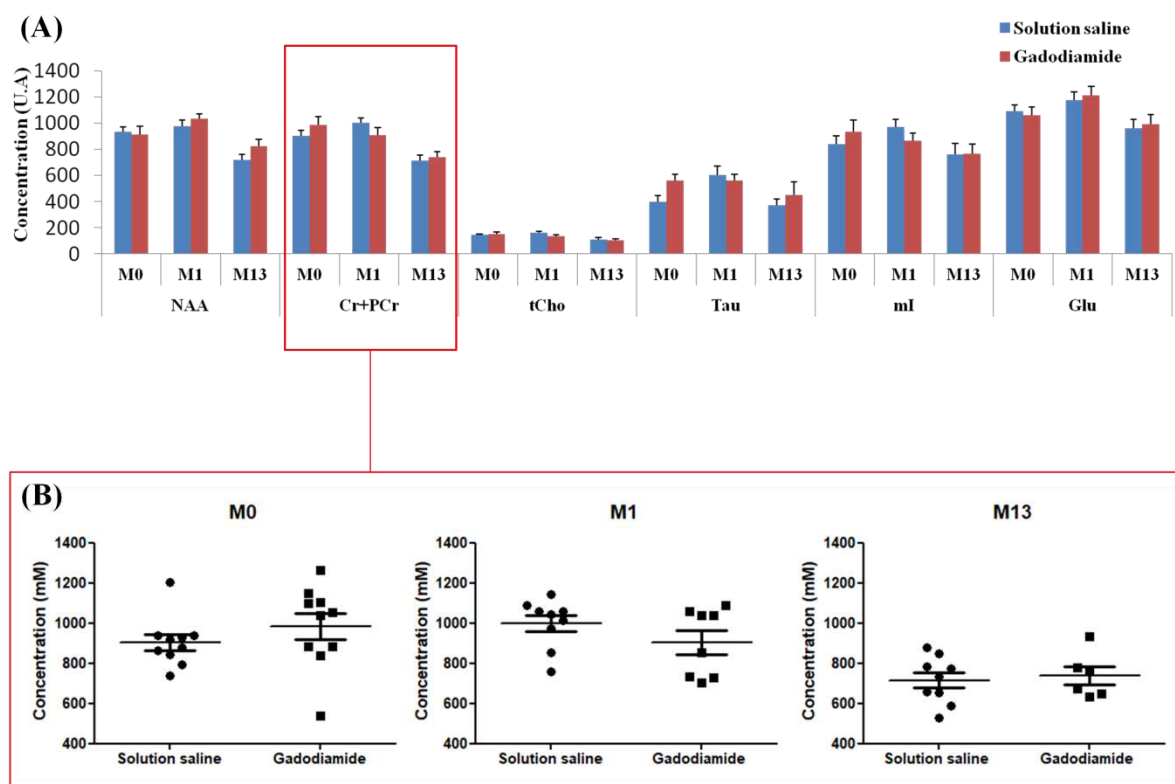 (A)
Solution saline
Gadodiamide
Concentration (U.A)
1400
1200
1000
800
600
400
200
0
M0 M1 M13 M0 M1 M13 M0 M1 M13 M0 M1 M13 M0 M1 M13 M0 M1 M13
NAA Cr+PCr tCho Tau mI Glu
(B)
M0 M1 M13
Concentration (mM)
1400
1200
1000
800
600
400
Solution saline Gadodiamide
Concentration (mM)
1400
1200
1000
800
600
400
Solution saline Gadodiamide
Concentration (mM)
1400
1200
1000
800
600
400
Solution saline Gadodiamide